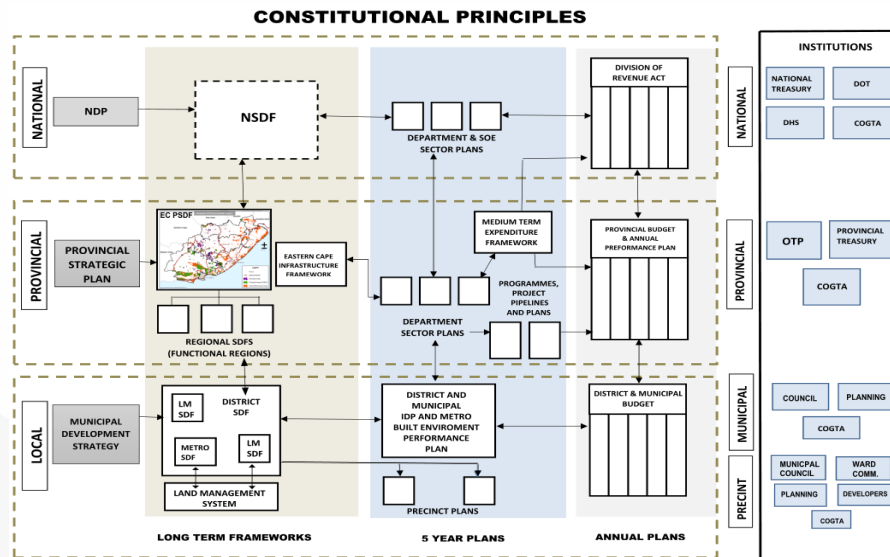 CONSTITUTIONAL PRINCIPLES
NATIONAL
NDP
NSDF
DEPARTMENT & SOE
SECTOR PLANS
DIVISION OF
REVENUE ACT
PROVINCIAL
PROVINCIAL
STRATEGIC
PLAN
EC PSDF
EASTERN CAPE
INFRASTRUCTURE
FRAMEWORK
REGIONAL SDFS
(FUNCTIONAL REGIONS)
MEDIUM TERM
EXPENDITURE
FRAMEWORK
DEPARTMENT
SECTOR PLANS
PROGRAMMES,
PROJECT
PIPELINES
AND PLANS
PROVINCIAL BUDGET
& ANNUAL
PREFORMANCE PLAN
LOCAL
MUNICIPAL
DEVELOPMENT
STRATEGY
LM
SDF
DISTRICT
SDF
METRO
SDF
LM
SDF
LAND MANAGEMENT
SYSTEM
DISTRICT AND
MUNICIPAL
IDP AND METRO
BUILT ENVIROMENT
PERFORMANCE
PLAN
PRECINCT PLANS
DISTRICT & MUNICIPAL
BUDGET
LONG TERM FRAMEWORKS
5 YEAR PLANS
ANNUAL PLANS
INSTITUTIONS
NATIONAL
NATIONAL
TREASURY
DOT
DHS
COGTA
PROVINCIAL
OTP
PROVINCIAL
TREASURY
COGTA
MUNICIPAL
COUNCIL
PLANNING
COGTA
PRECINT
MUNICPAL
COUNCIL
WARD
COMM.
PLANNING
DEVELOPERS
COGTA